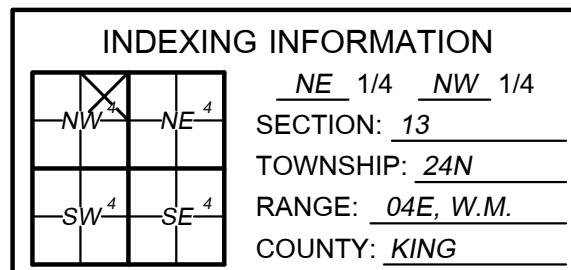 INDEXING INFORMATION
NW 4 NE 4
SW 4 SE 4
NE 1/4 NW 1/4
SECTION: 13
TOWNSHIP: 24N
RANGE: 04E, W.M.
COUNTY: KING